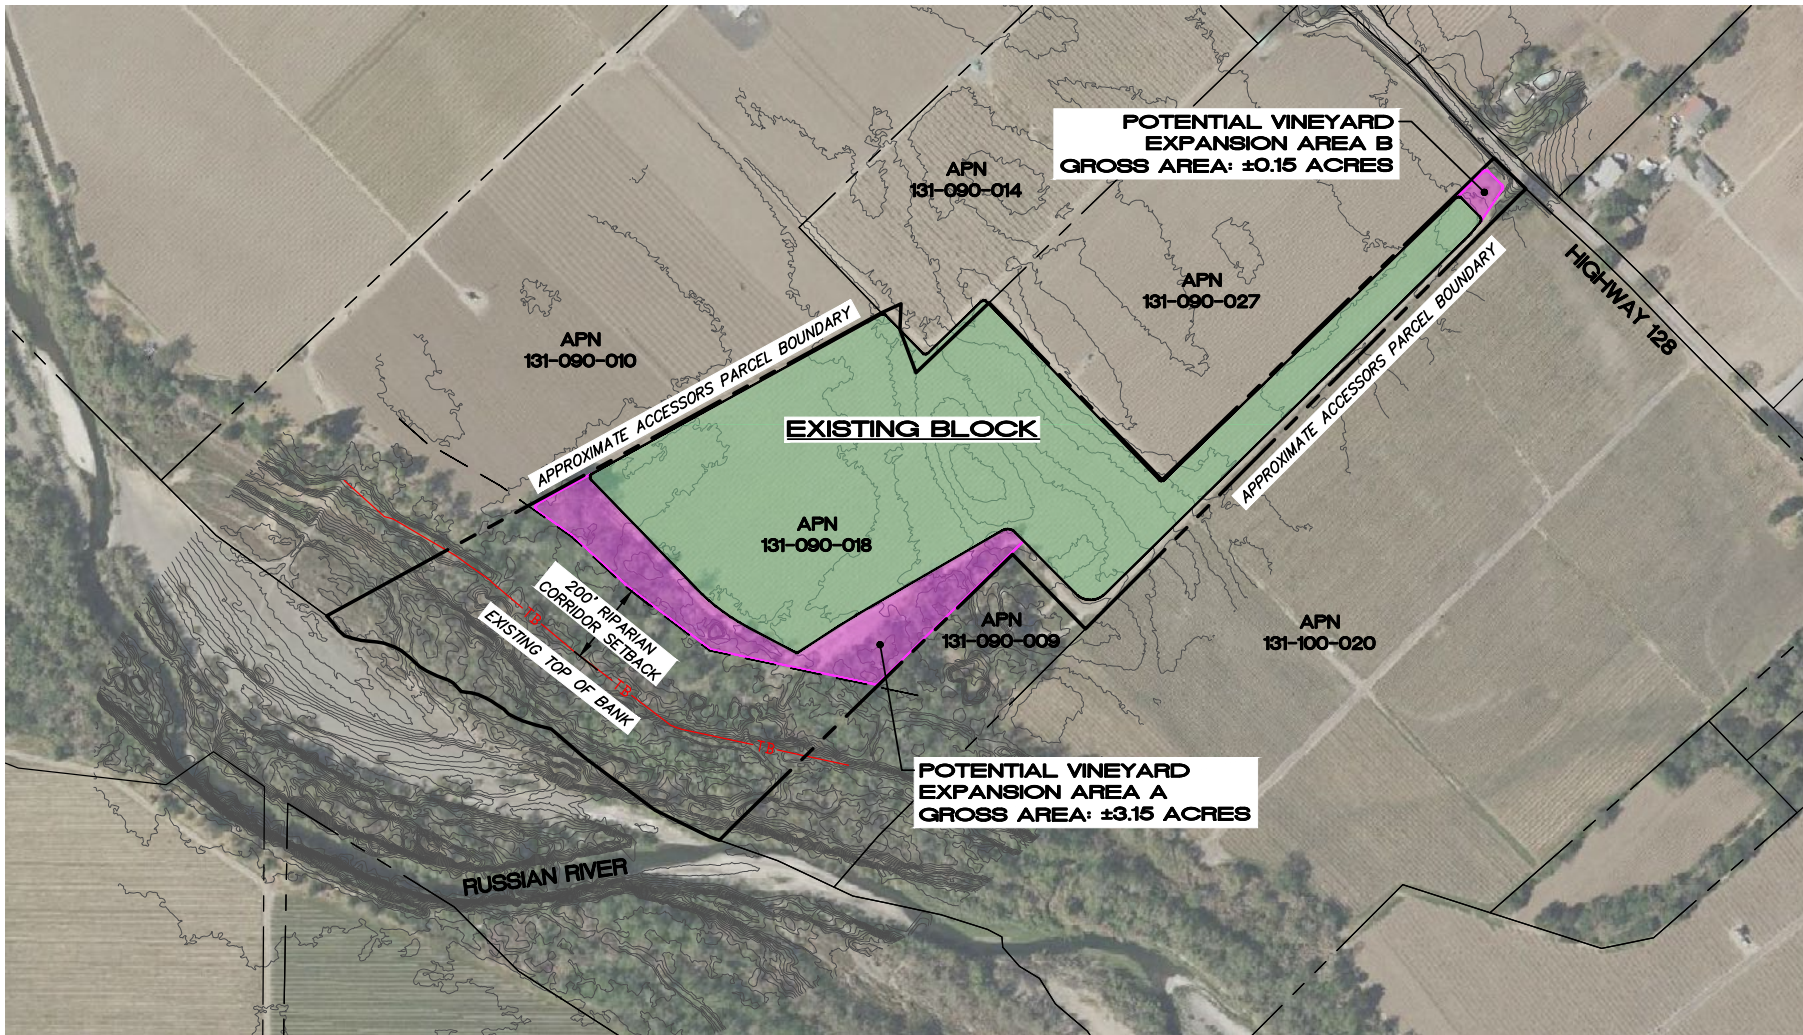 POTENTIAL VINEYARD
EXPANSION AREA B
GROSS AREA: ±0.15 ACRES
APN
131-090-014
APN
131-090-027
HIGHWAY 128
APN
131-090-010
APPROXIMATE ACCESSORS PARCEL BOUNDARY
APPROXIMATE ACCESSORS PARCEL BOUNDARY
EXISTING BLOCK
APN
131-090-018
200' RIPARIAN
CORRIDOR SETBACK
TB
EXISTING TOP OF BANK
TB
TB
APN
131-090-009
APN
131-100-020
POTENTIAL VINEYARD
EXPANSION AREA A
GROSS AREA: ±3.15 ACRES
RUSSIAN RIVER